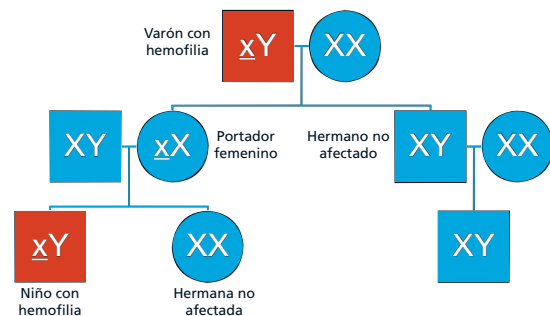 Varón con
hemofilia
xY
XX
XY
xX
Portador
femenino
Hermano no
afectado
XY
XX
xY
XX
XY
Niño con
hemofilia
Hermana no
afectada